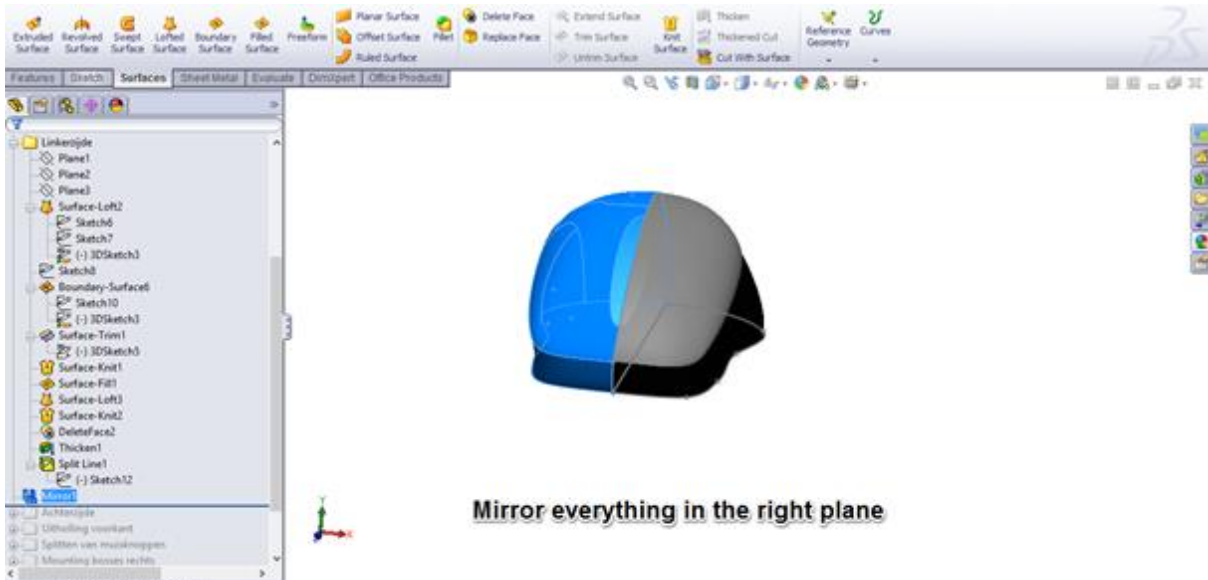 Planar Surface
Delete Face
Extend Surface
Thicken
Extruded Surface
Revolved Surface
Swept Surface
Lofted Surface
Boundary Surface
Filled Surface
Freeform
Offset Surface
Fillet
Replace Face
Trim Surface
Knit Surface
Thickened Cut
Reference Geometry
Curves
Ruled Surface
Untrim Surface
Cut With Surface
Features
Sketch
Surfaces
Sheet Metal
Evaluate
DimXpert
Office Products
Linkerzijde
Plane1
Plane2
Plane3
Surface-Loft2
Sketch6
Sketch7
(-) 3DSketch3
Sketch8
Boundary-Surface6
Sketch10
(-) 3DSketch3
Surface-Trim1
(-) 3DSketch5
Surface-Knit1
Surface-Fill1
Surface-Loft3
Surface-Knit2
DeleteFace2
Thicken1
Split Line1
(-) Sketch12
Mirror1
Achterzijde
Uitholling voorkant
Splitten van muisknoppen
Mounting bosses rechts
Y
X
Mirror everything in the right plane